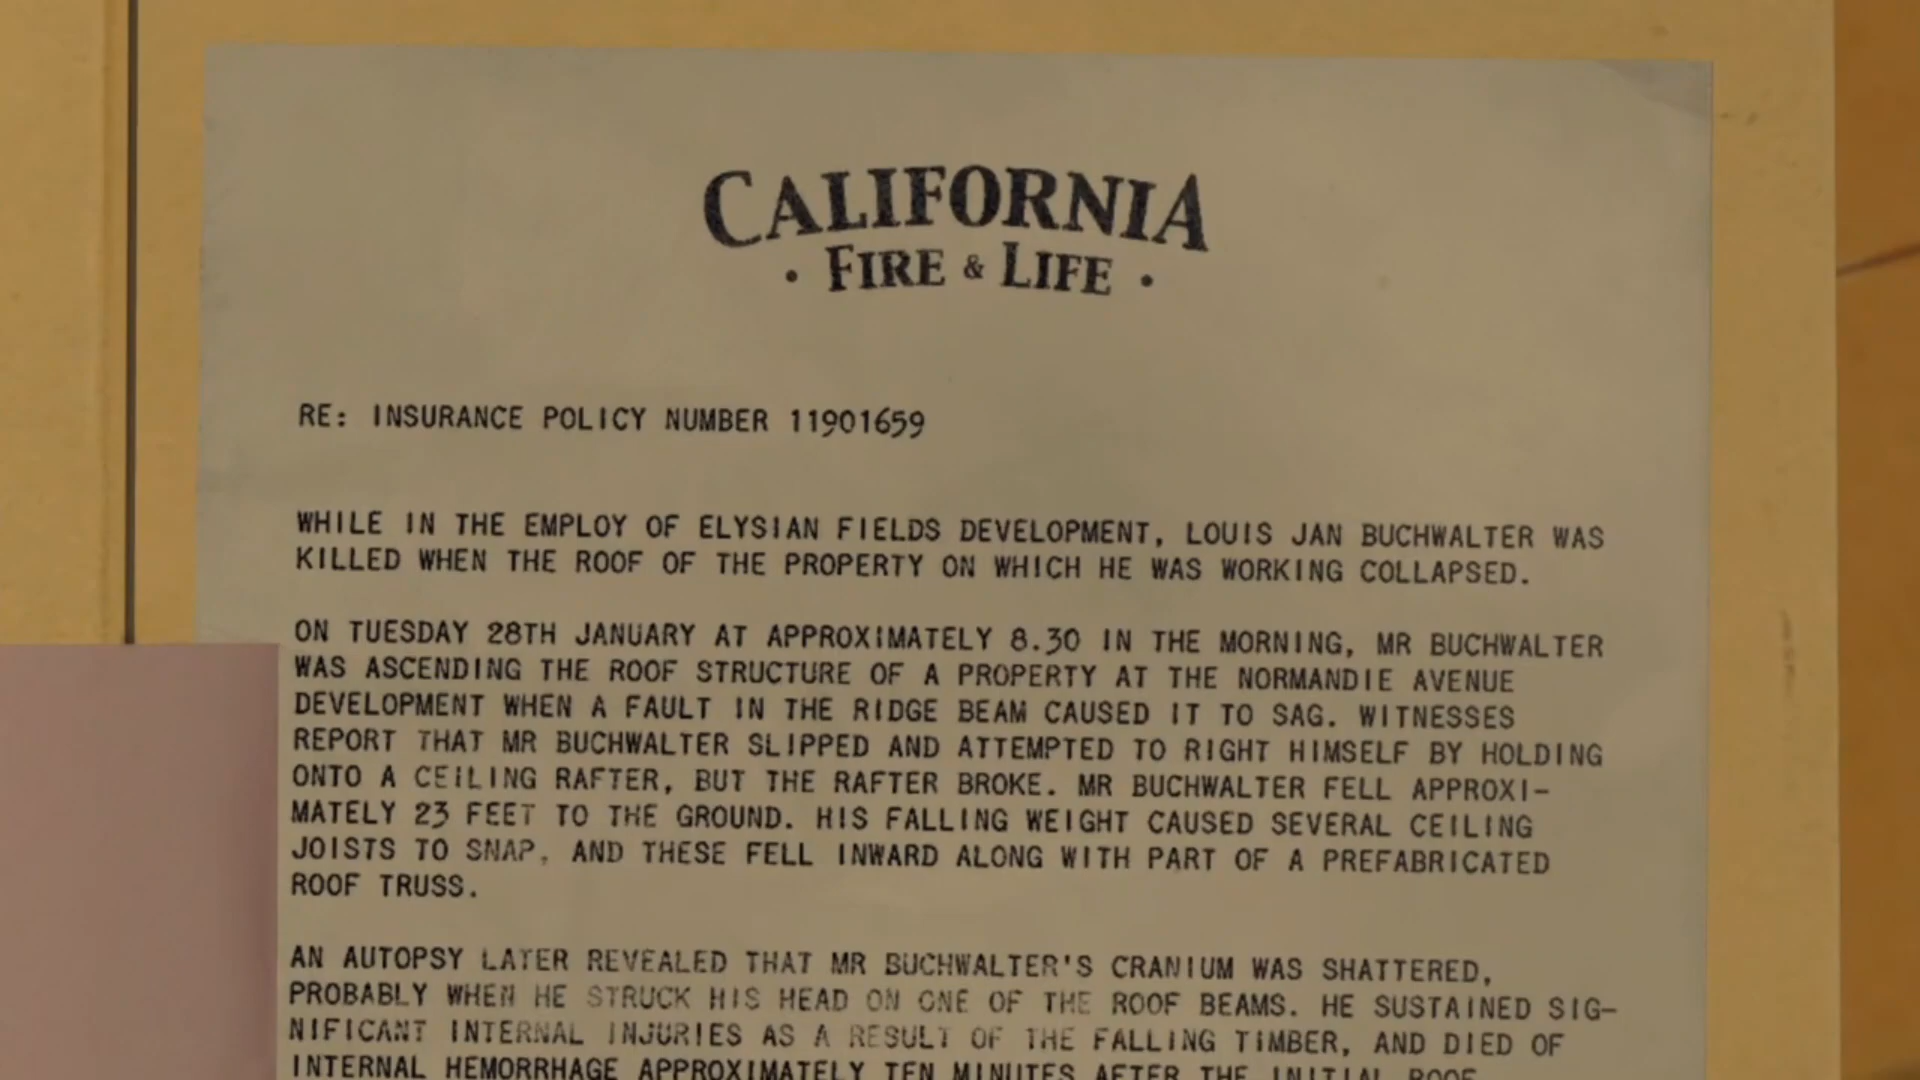 CALIFORNIA
· FIRE & LIFE ·
RE: INSURANCE POLICY NUMBER 11901659
WHILE IN THE EMPLOY OF ELYSIAN FIELDS DEVELOPMENT, LOUIS JAN BUCHWALTER WAS
KILLED WHEN THE ROOF OF THE PROPERTY ON WHICH HE WAS WORKING COLLAPSED.
ON TUESDAY 28TH JANUARY AT APPROXIMATELY 8.30 IN THE MORNING, MR BUCHWALTER
WAS ASCENDING THE ROOF STRUCTURE OF A PROPERTY AT THE NORMANDIE AVENUE
DEVELOPMENT WHEN A FAULT IN THE RIDGE BEAM CAUSED IT TO SAG. WITNESSES
REPORT THAT MR BUCHWALTER SLIPPED AND ATTEMPTED TO RIGHT HIMSELF BY HOLDING
ONTO A CEILING RAFTER, BUT THE RAFTER BROKE. MR BUCHWALTER FELL APPROXI-
MATELY 23 FEET TO THE GROUND. HIS FALLING WEIGHT CAUSED SEVERAL CEILING
JOISTS TO SNAP, AND THESE FELL INWARD ALONG WITH PART OF A PREFABRICATED
ROOF TRUSS.
AN AUTOPSY LATER REVEALED THAT MR BUCHWALTER'S CRANIUM WAS SHATTERED,
PROBABLY WHEN HE STRUCK HIS HEAD ON ONE OF THE ROOF BEAMS. HE SUSTAINED SIG-
NIFICANT INTERNAL INJURIES AS A RESULT OF THE FALLING TIMBER, AND DIED OF
INTERNAL HEMORRHAGE APPROXIMATELY TEN MINUTES AFTER THE INITIAL ROOF